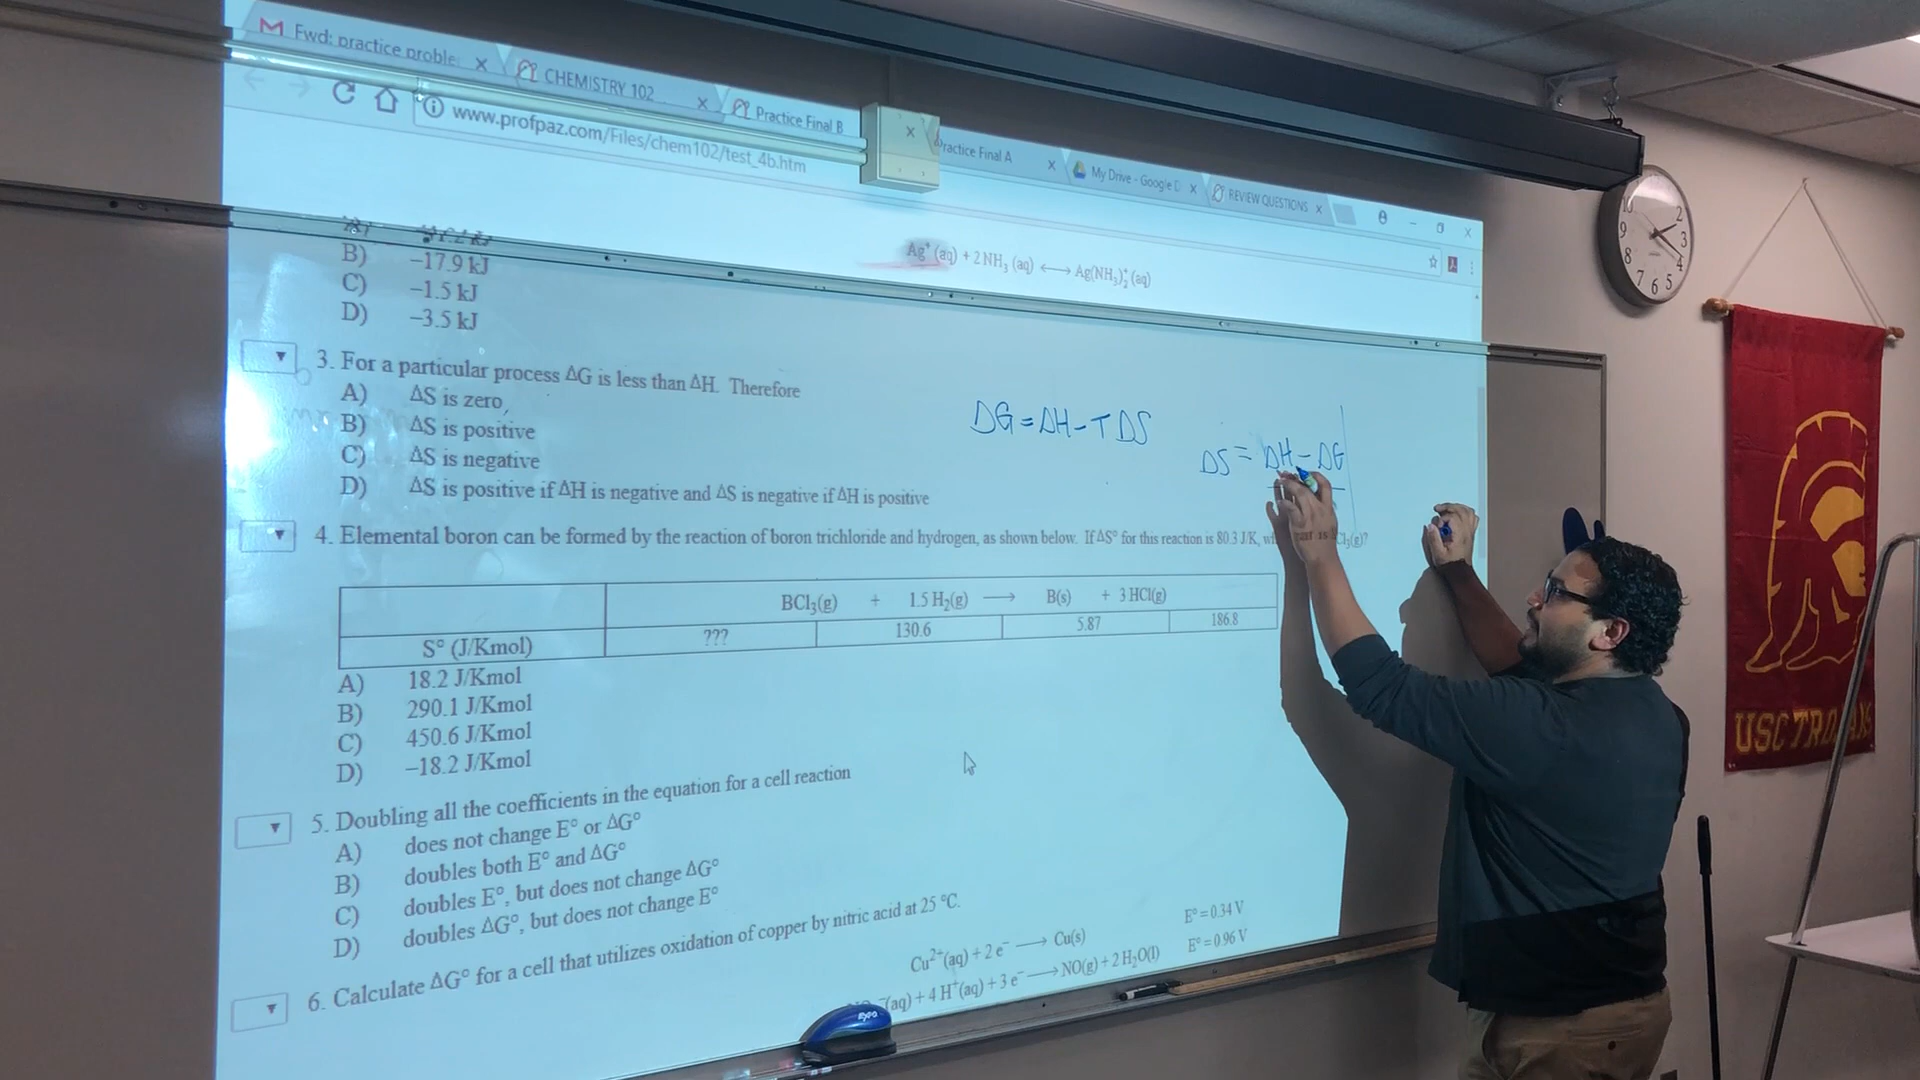 Fwd: practice proble
CHEMISTRY 102
Practice Final B
Practice Final A
My Drive - Google D
REVIEW QUESTIONS
www.profpaz.com/Files/chem102/test_4b.htm
B) −17.9 kJ
C) −1.5 kJ
D) −3.5 kJ
Ag⁺(aq) + 2 NH₃ (aq) ⟷ Ag(NH₃)₂⁺(aq)
3. For a particular process ΔG is less than ΔH. Therefore
A) ΔS is zero
B) ΔS is positive
C) ΔS is negative
D) ΔS is positive if ΔH is negative and ΔS is negative if ΔH is positive
ΔG = ΔH − T ΔS
ΔS = ΔH − ΔG
4. Elemental boron can be formed by the reaction of boron trichloride and hydrogen, as shown below. If ΔS° for this reaction is 80.3 J/K,
BCl₃(g) + 1.5 H₂(g) ⟶ B(s) + 3 HCl(g)
S° (J/Kmol) ??? 130.6 5.87 186.8
A) 18.2 J/Kmol
B) 290.1 J/Kmol
C) 450.6 J/Kmol
D) −18.2 J/Kmol
5. Doubling all the coefficients in the equation for a cell reaction
A) does not change E° or ΔG°
B) doubles both E° and ΔG°
C) doubles E°, but does not change ΔG°
D) doubles ΔG°, but does not change E°
6. Calculate ΔG° for a cell that utilizes oxidation of copper by nitric acid at 25 °C.
Cu²⁺(aq) + 2 e⁻ ⟶ Cu(s) E° = 0.34 V
(aq) + 4 H⁺(aq) + 3 e⁻ ⟶ NO(g) + 2 H₂O(l) E° = 0.96 V
EXPO
10 2 3 4 5 6 7 8 9
USC TROJANS